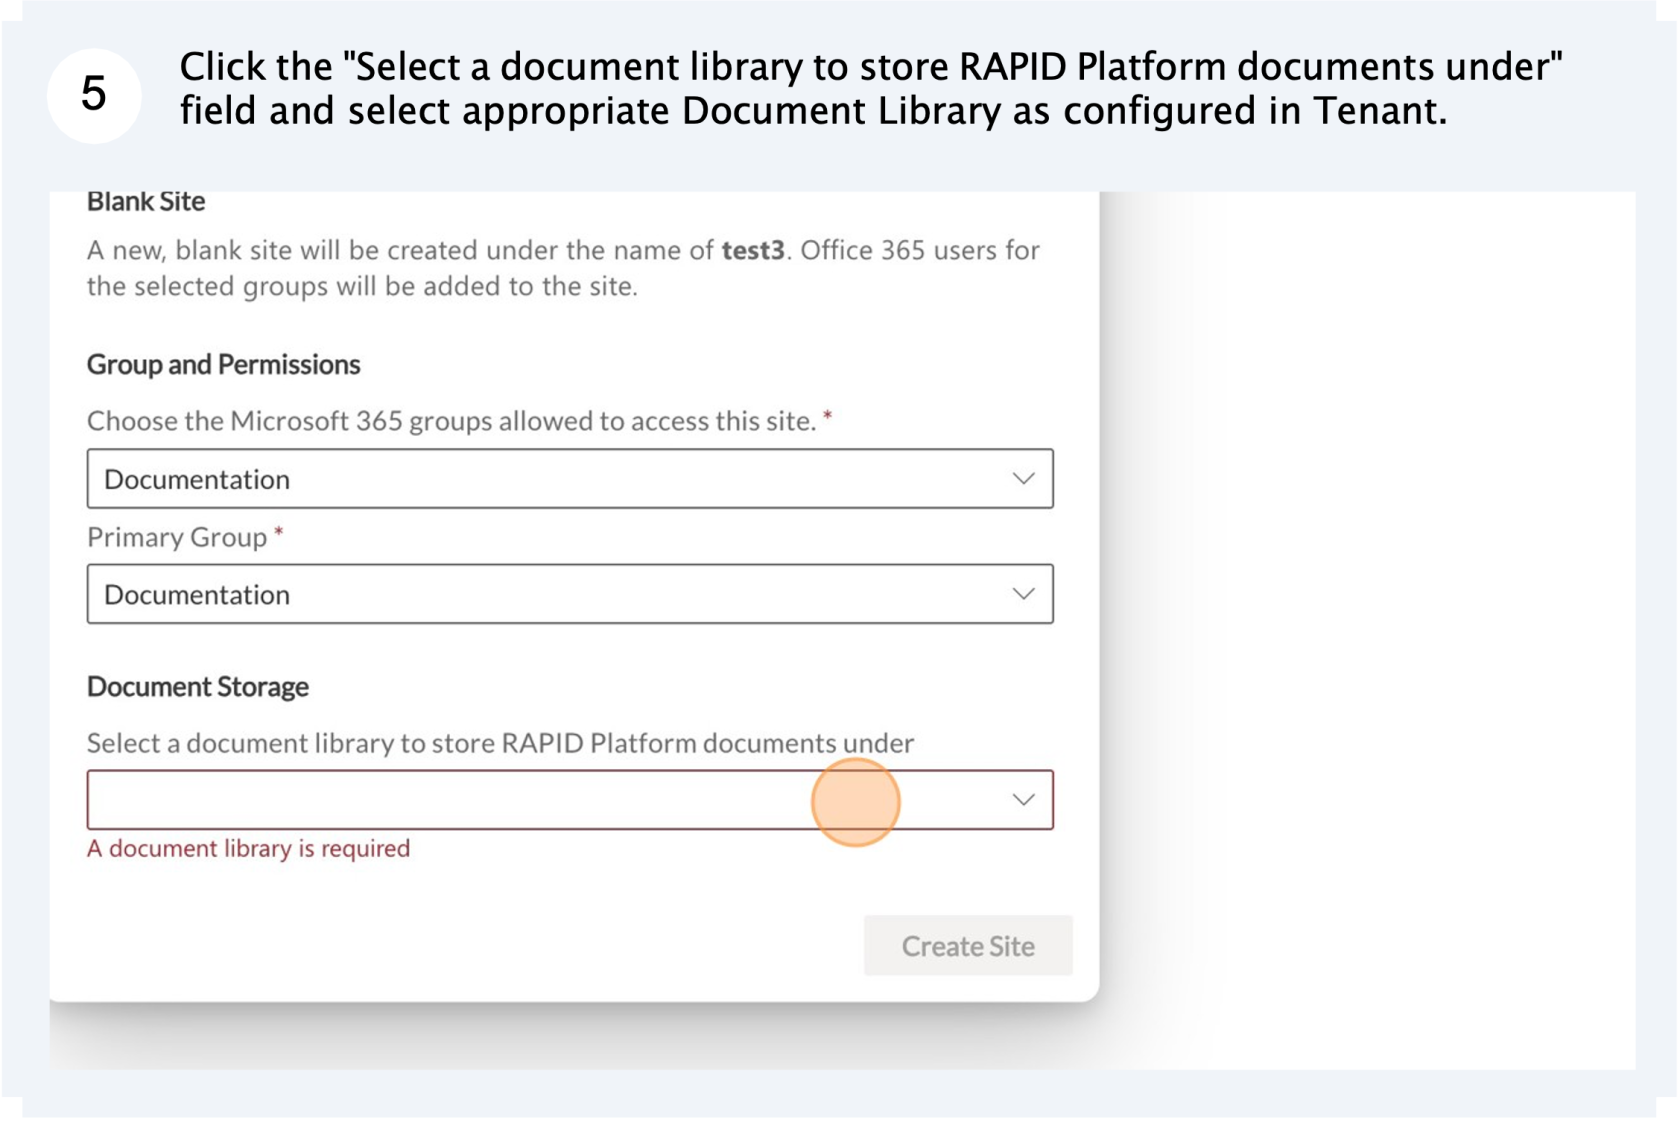 5
Click the "Select a document library to store RAPID Platform documents under"
field and select appropriate Document Library as configured in Tenant.
Blank Site
A new, blank site will be created under the name of test3. Office 365 users for
the selected groups will be added to the site.
Group and Permissions
Choose the Microsoft 365 groups allowed to access this site. *
Documentation
Primary Group *
Documentation
Document Storage
Select a document library to store RAPID Platform documents under
A document library is required
Create Site